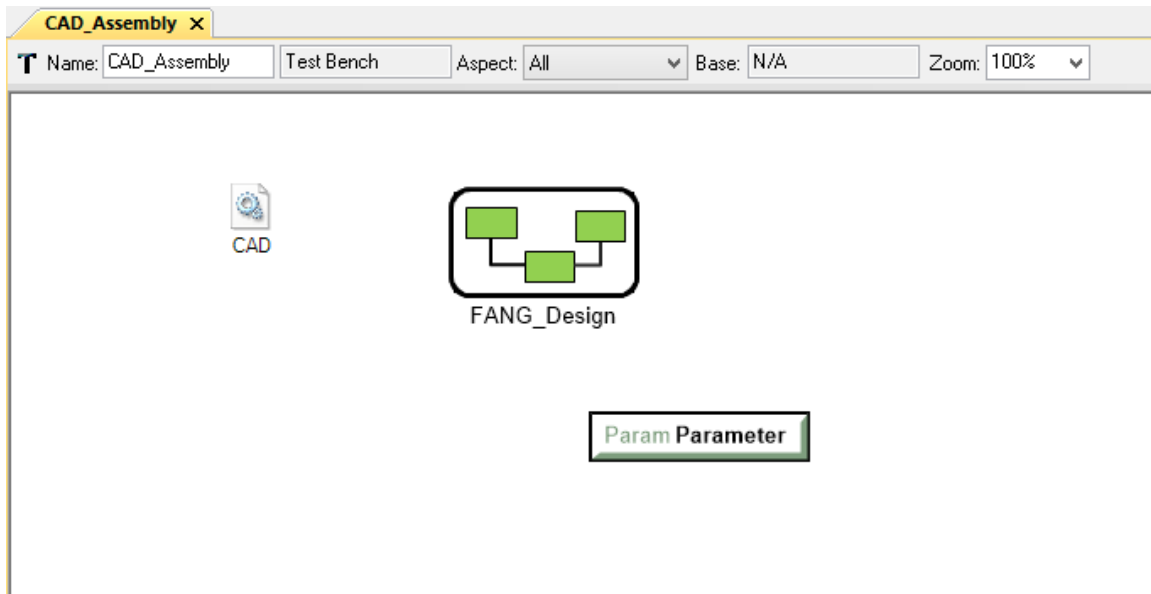 CAD_Assembly X
T Name: CAD_Assembly Test Bench Aspect: All Base: N/A Zoom: 100%
CAD
FANG_Design
Param Parameter